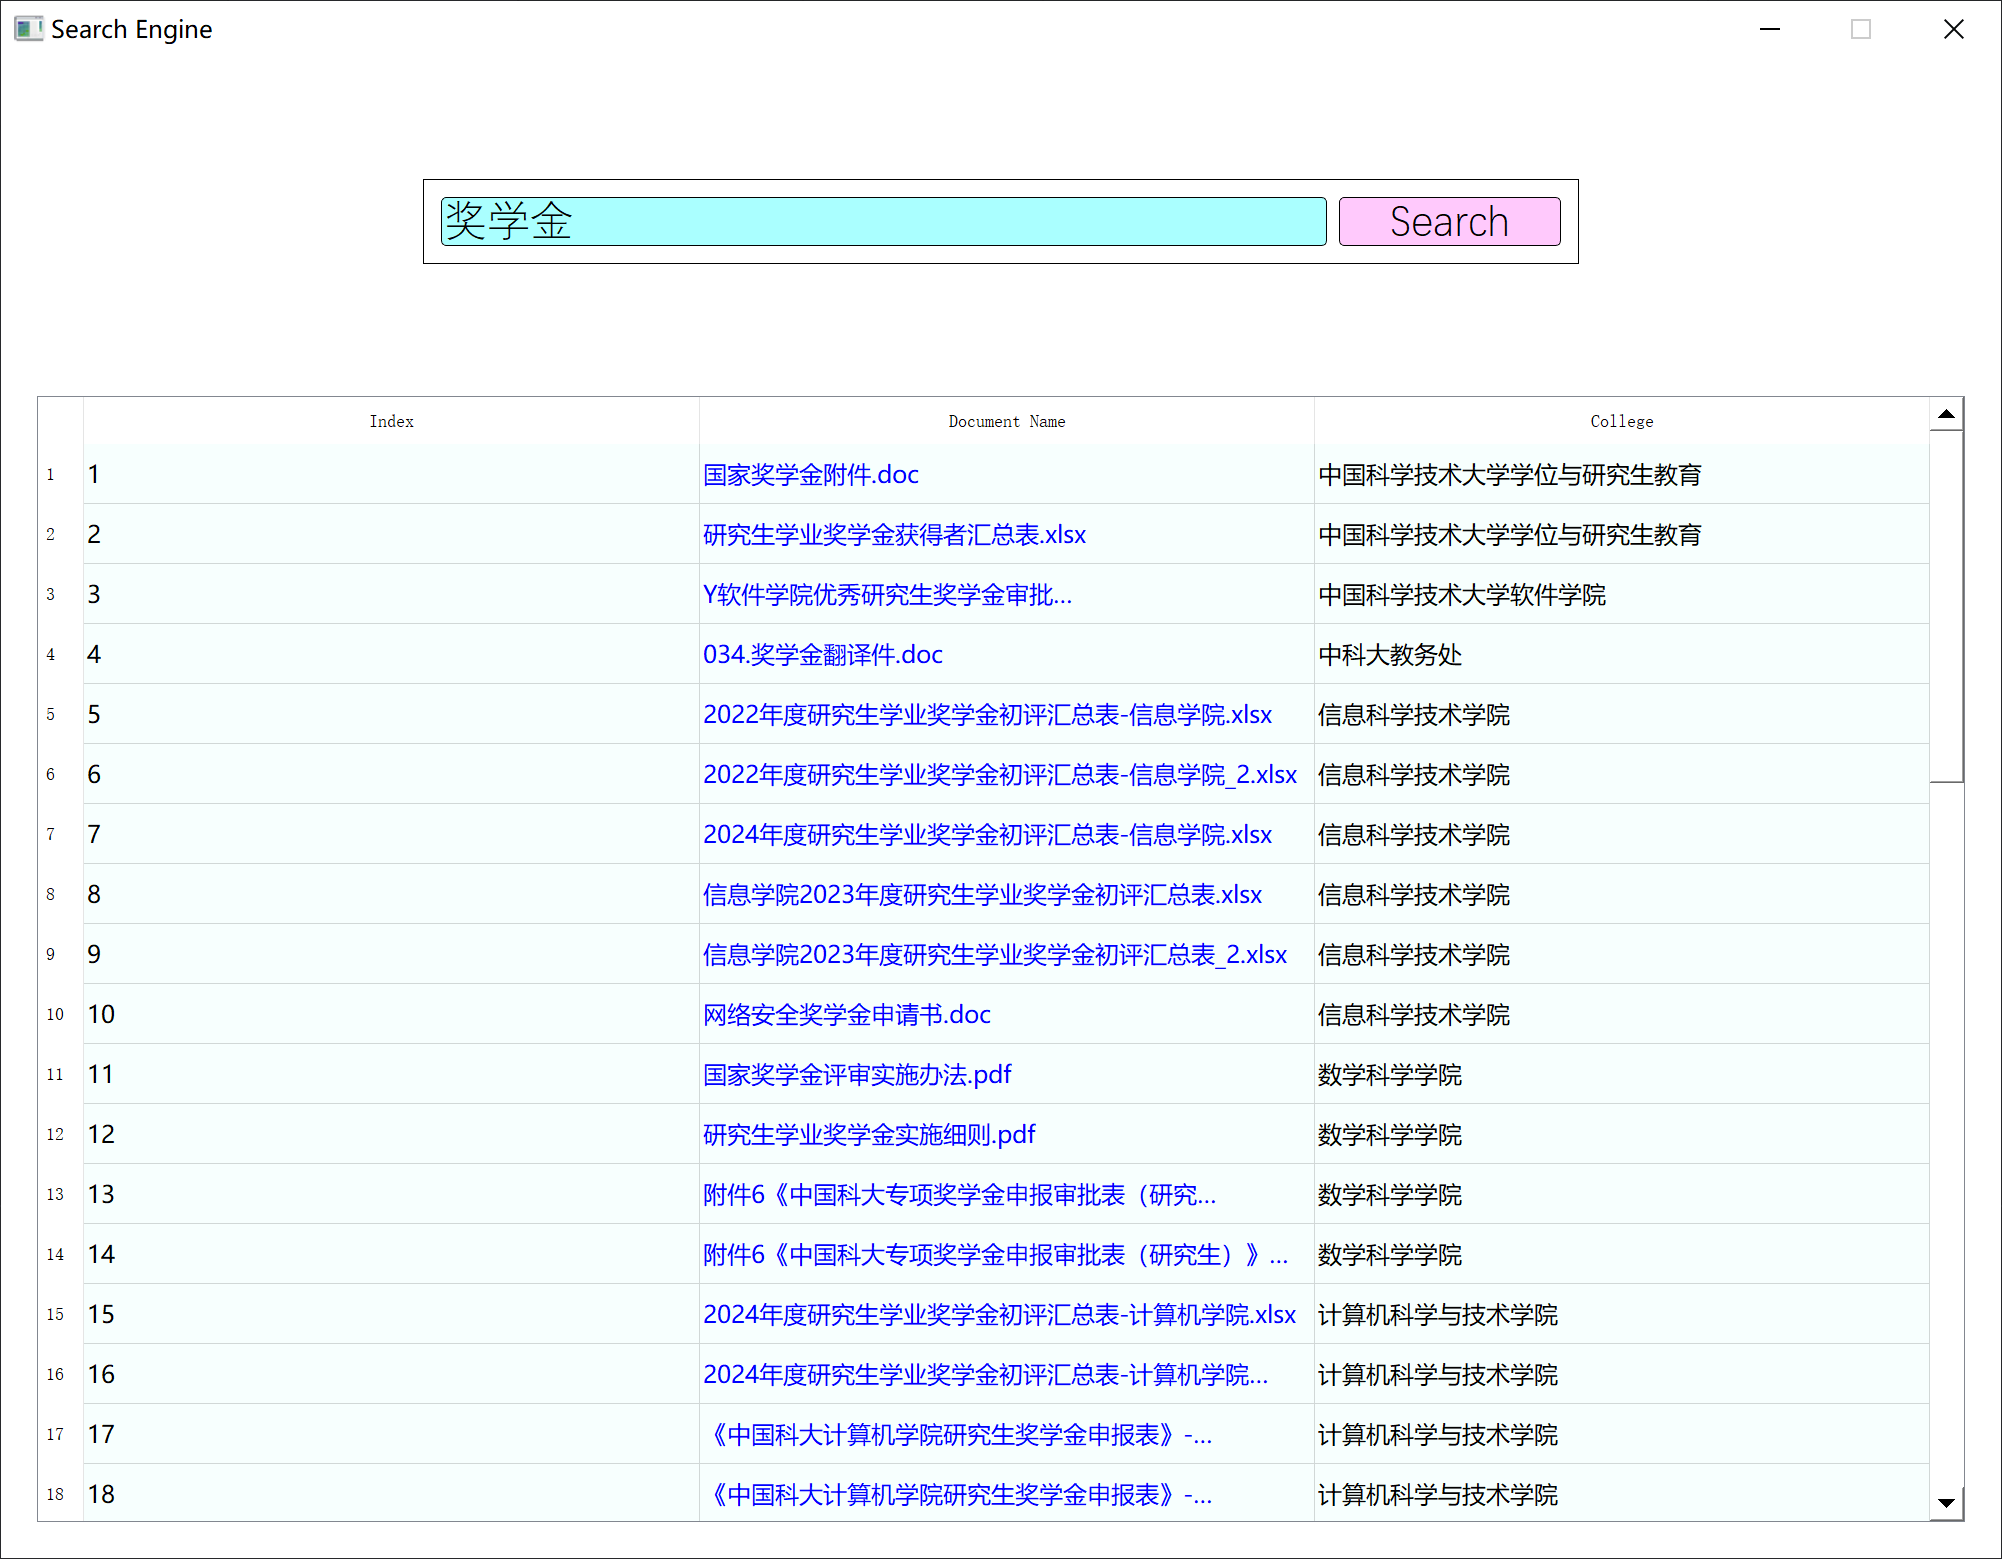 Search Engine
奖学金 Search
Index Document Name College
1 1 国家奖学金附件.doc 中国科学技术大学学位与研究生教育
2 2 研究生学业奖学金获得者汇总表.xlsx 中国科学技术大学学位与研究生教育
3 3 Y软件学院优秀研究生奖学金审批... 中国科学技术大学软件学院
4 4 034.奖学金翻译件.doc 中科大教务处
5 5 2022年度研究生学业奖学金初评汇总表-信息学院.xlsx 信息科学技术学院
6 6 2022年度研究生学业奖学金初评汇总表-信息学院_2.xlsx 信息科学技术学院
7 7 2024年度研究生学业奖学金初评汇总表-信息学院.xlsx 信息科学技术学院
8 8 信息学院2023年度研究生学业奖学金初评汇总表.xlsx 信息科学技术学院
9 9 信息学院2023年度研究生学业奖学金初评汇总表_2.xlsx 信息科学技术学院
10 10 网络安全奖学金申请书.doc 信息科学技术学院
11 11 国家奖学金评审实施办法.pdf 数学科学学院
12 12 研究生学业奖学金实施细则.pdf 数学科学学院
13 13 附件6《中国科大专项奖学金申报审批表（研究... 数学科学学院
14 14 附件6《中国科大专项奖学金申报审批表（研究生）》... 数学科学学院
15 15 2024年度研究生学业奖学金初评汇总表-计算机学院.xlsx 计算机科学与技术学院
16 16 2024年度研究生学业奖学金初评汇总表-计算机学院... 计算机科学与技术学院
17 17 《中国科大计算机学院研究生奖学金申报表》-... 计算机科学与技术学院
18 18 《中国科大计算机学院研究生奖学金申报表》-... 计算机科学与技术学院